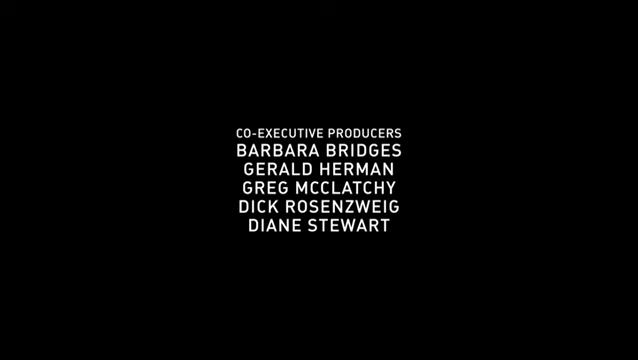 CO-EXECUTIVE PRODUCERS
BARBARA BRIDGES
GERALD HERMAN
GREG MCCLATCHY
DICK ROSENZWEIG
DIANE STEWART